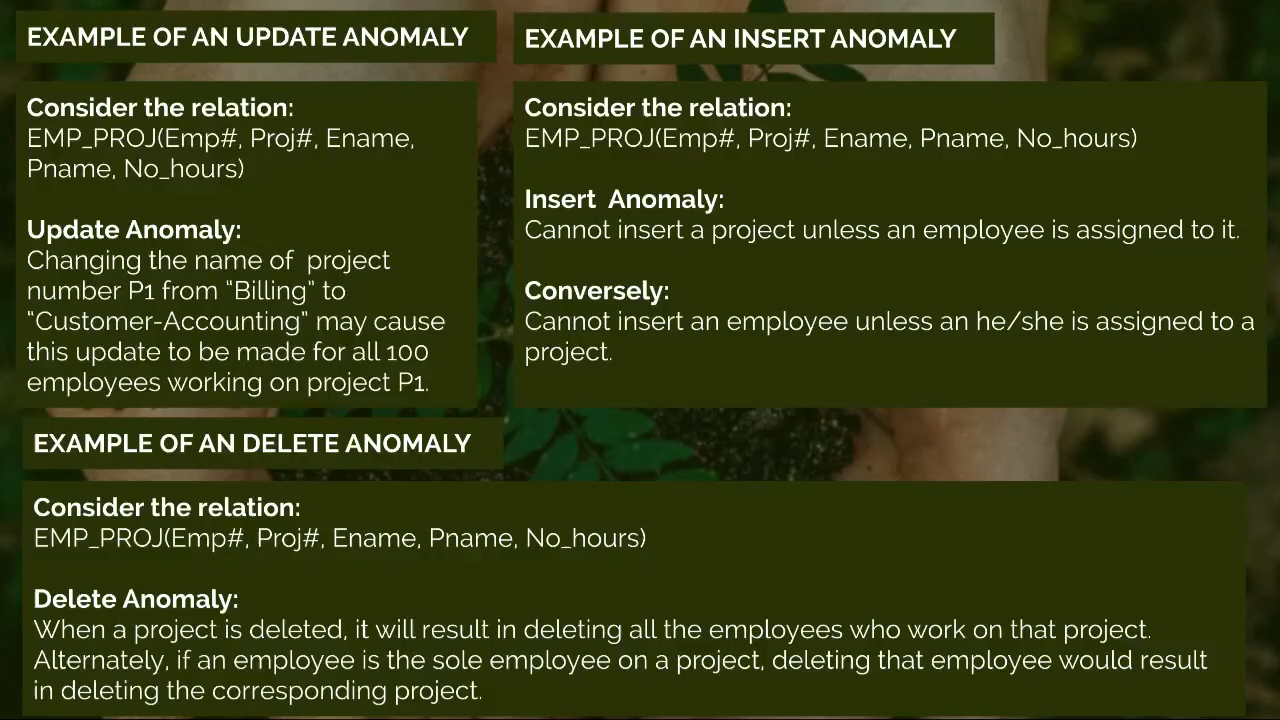 EXAMPLE OF AN UPDATE ANOMALY
Consider the relation:
EMP_PROJ(Emp#, Proj#, Ename,
Pname, No_hours)
Update Anomaly:
Changing the name of  project
number P1 from “Billing” to
“Customer-Accounting” may cause
this update to be made for all 100
employees working on project P1.
EXAMPLE OF AN INSERT ANOMALY
Consider the relation:
EMP_PROJ(Emp#, Proj#, Ename, Pname, No_hours)
Insert  Anomaly:
Cannot insert a project unless an employee is assigned to it.
Conversely:
Cannot insert an employee unless an he/she is assigned to a
project.
EXAMPLE OF AN DELETE ANOMALY
Consider the relation:
EMP_PROJ(Emp#, Proj#, Ename, Pname, No_hours)
Delete Anomaly:
When a project is deleted, it will result in deleting all the employees who work on that project.
Alternately, if an employee is the sole employee on a project, deleting that employee would result
in deleting the corresponding project.